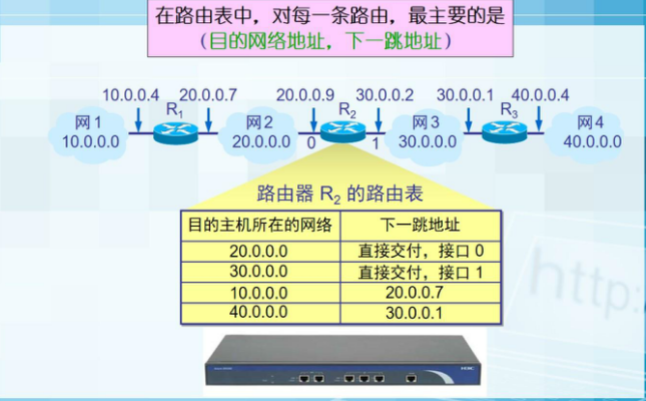 在路由表中，对每一条路由，最主要的是
（目的网络地址，下一跳地址）
10.0.0.4 20.0.0.7 20.0.0.9 30.0.0.2 30.0.0.1 40.0.0.4
R1 R2 R3
网1 网2 网3 网4
10.0.0.0 20.0.0.0 0 1 30.0.0.0 40.0.0.0
路由器 R2 的路由表
目的主机所在的网络 下一跳地址
20.0.0.0 直接交付，接口 0
30.0.0.0 直接交付，接口 1
10.0.0.0 20.0.0.7
40.0.0.0 30.0.0.1
http:
H3C